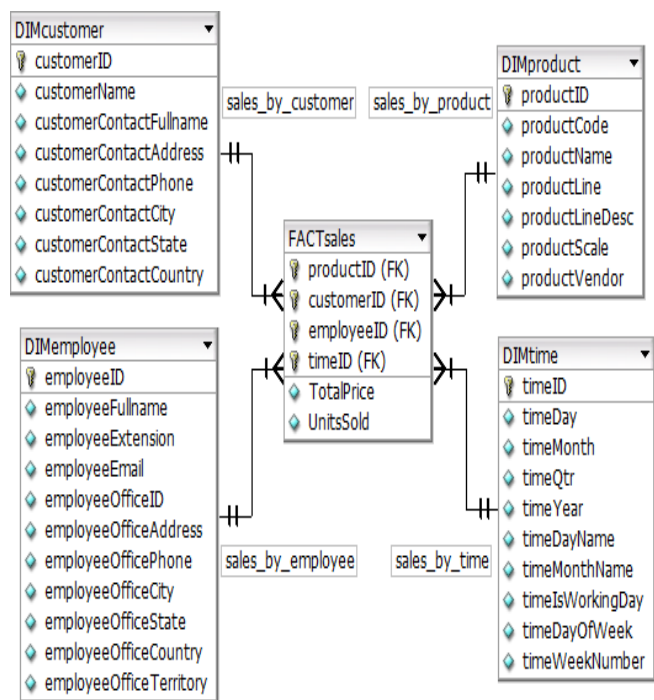 DIMcustomer
customerID
customerName
customerContactFullname
customerContactAddress
customerContactPhone
customerContactCity
customerContactState
customerContactCountry
sales_by_customer
sales_by_product
DIMproduct
productID
productCode
productName
productLine
productLineDesc
productScale
productVendor
FACTsales
productID (FK)
customerID (FK)
employeeID (FK)
timeID (FK)
TotalPrice
UnitsSold
DIMemployee
employeeID
employeeFullname
employeeExtension
employeeEmail
employeeOfficeID
employeeOfficeAddress
employeeOfficePhone
employeeOfficeCity
employeeOfficeState
employeeOfficeCountry
employeeOfficeTerritory
sales_by_employee
sales_by_time
DIMtime
timeID
timeDay
timeMonth
timeQtr
timeYear
timeDayName
timeMonthName
timeIsWorkingDay
timeDayOfWeek
timeWeekNumber